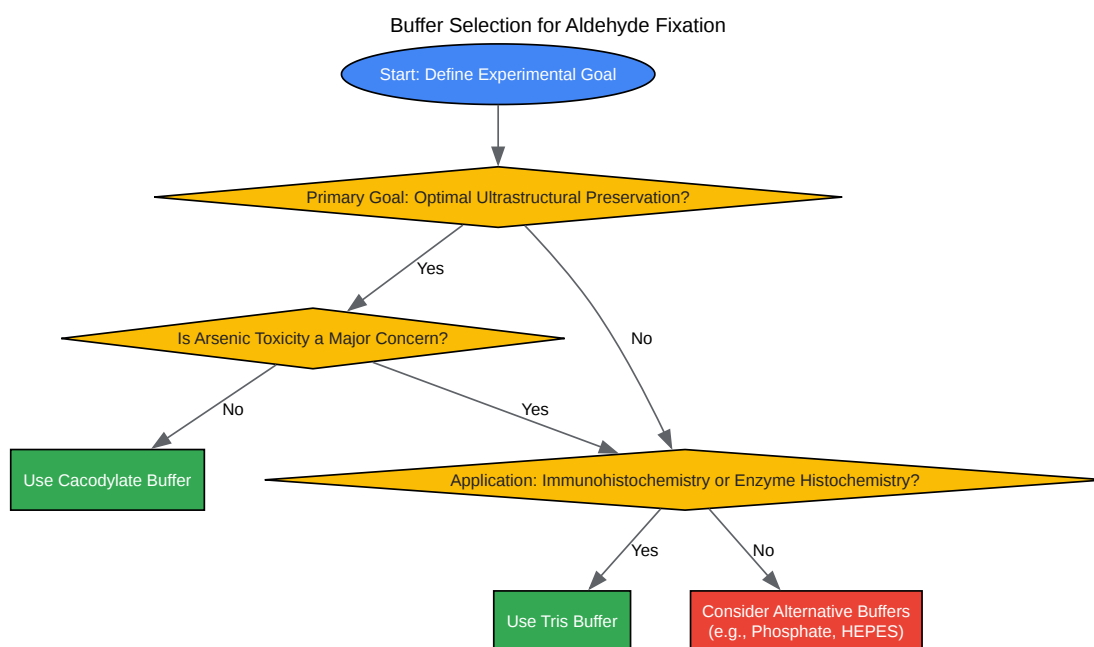 Buffer Selection for Aldehyde Fixation
Start: Define Experimental Goal
Primary Goal: Optimal Ultrastructural Preservation?
Yes
No
Is Arsenic Toxicity a Major Concern?
No
Yes
Use Cacodylate Buffer
Application: Immunohistochemistry or Enzyme Histochemistry?
Yes
No
Use Tris Buffer
Consider Alternative Buffers
(e.g., Phosphate, HEPES)